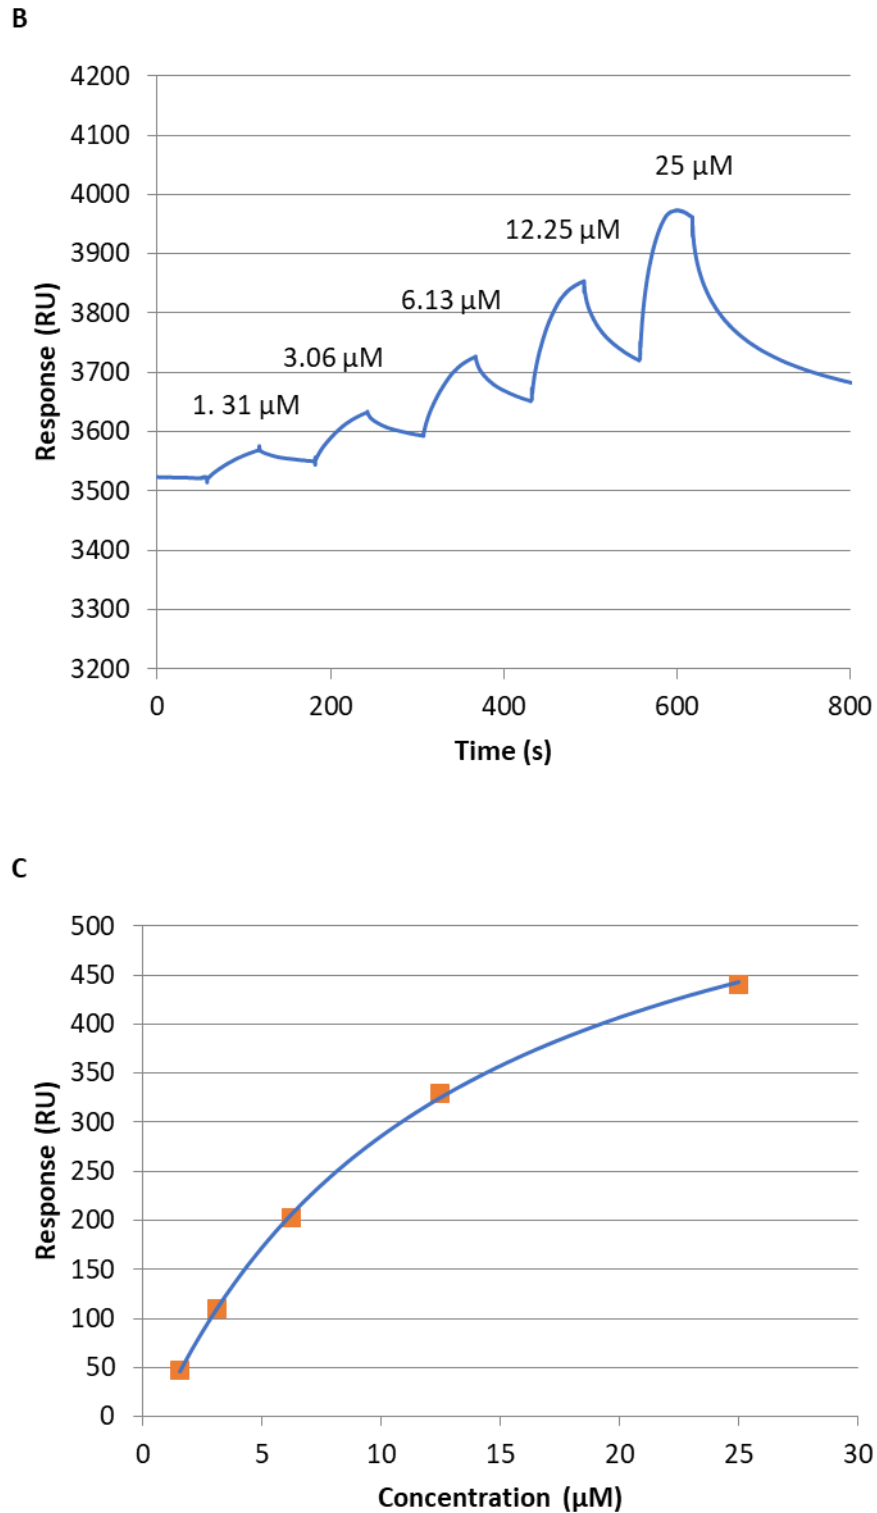 B
4200
4100
4000
3900
3800
3700
3600
3500
3400
3300
3200
Response (RU)
25 µM
12.25 µM
6.13 µM
3.06 µM
1. 31 µM
0 200 400 600 800
Time (s)
C
500
450
400
350
300
250
200
150
100
50
0
Response (RU)
0 5 10 15 20 25 30
Concentration (µM)